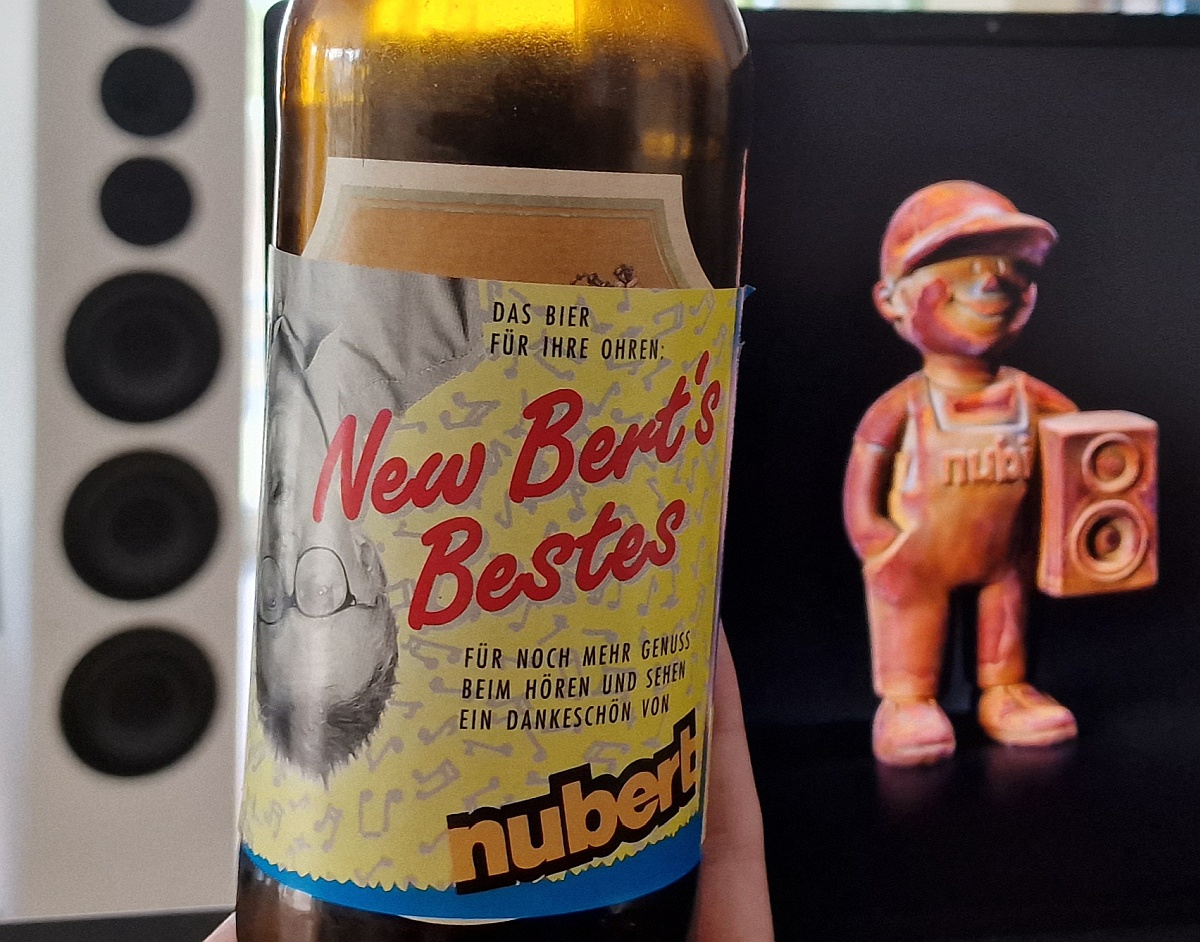 DAS BIER
FÜR IHRE OHREN:
New Bert's
Bestes
FÜR NOCH MEHR GENUSS
BEIM HÖREN UND SEHEN
EIN DANKESCHÖN VON
nubert
nub